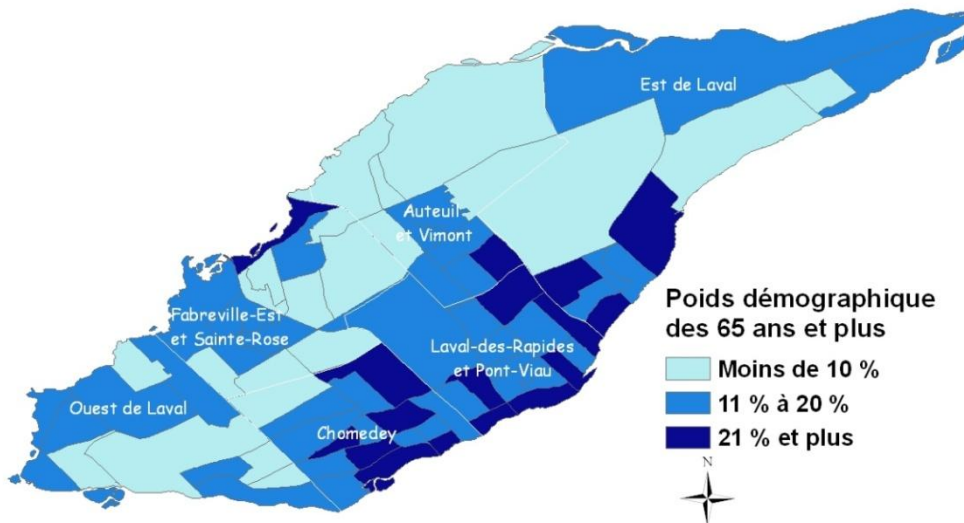 Est de Laval
Auteuil
et Vimont
Fabreville-Est
et Sainte-Rose
Laval-des-Rapides
et Pont-Viau
Ouest de Laval
Chomedey
Poids démographique
des 65 ans et plus
Moins de 10 %
11 % à 20 %
21 % et plus
N